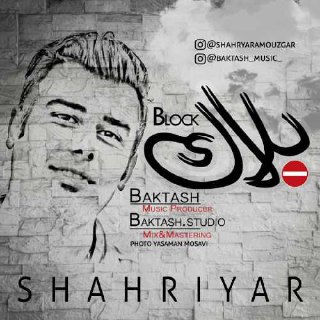 @SHAHRYARAMOUZGAR
@BAKTASH_MUSIC_
BLOCK
بلاک
BAKTASH
MUSIC PRODUCER
BAKTASH.STUDIO
MIX&MASTERING
PHOTO YASAMAN MOSAVI
SHAHRIYAR